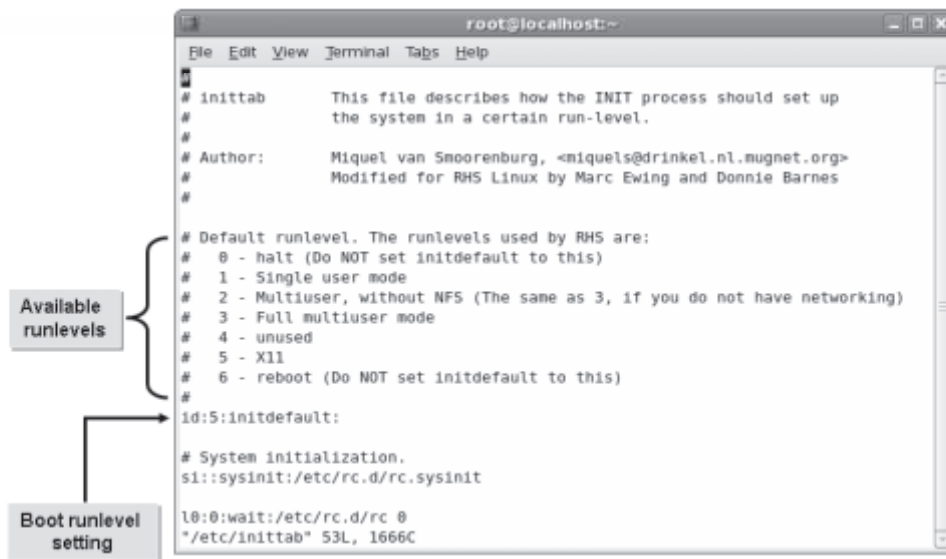 root@localhost:~
File Edit View Terminal Tabs Help
#
# inittab This file describes how the INIT process should set up
# the system in a certain run-level.
#
# Author: Miquel van Smoorenburg, <miquels@drinkel.nl.mugnet.org>
# Modified for RHS Linux by Marc Ewing and Donnie Barnes
#
# Default runlevel. The runlevels used by RHS are:
# 0 - halt (Do NOT set initdefault to this)
# 1 - Single user mode
# 2 - Multiuser, without NFS (The same as 3, if you do not have networking)
# 3 - Full multiuser mode
# 4 - unused
# 5 - X11
# 6 - reboot (Do NOT set initdefault to this)
#
id:5:initdefault:
# System initialization.
si::sysinit:/etc/rc.d/rc.sysinit
l0:0:wait:/etc/rc.d/rc 0
"/etc/inittab" 53L, 1666C
Available
runlevels
Boot runlevel
setting